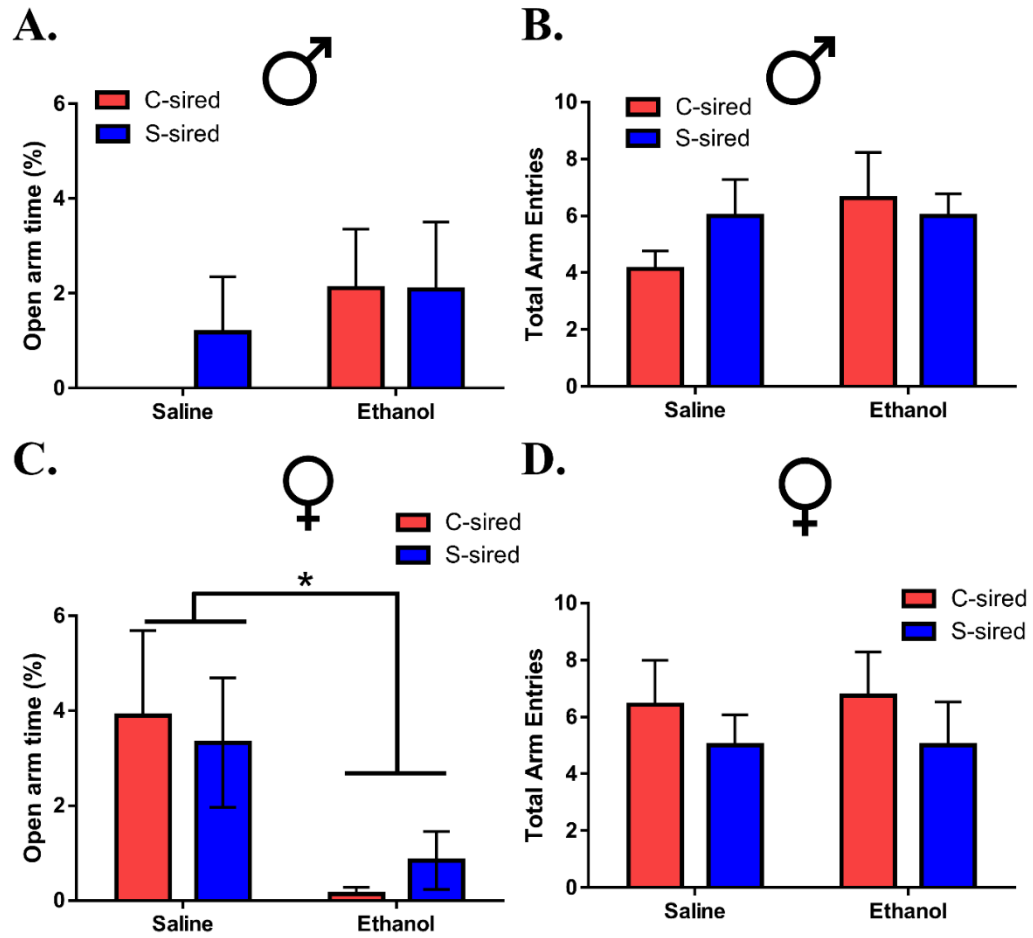 A.
C-sired
S-sired
Open arm time (%)
6
4
2
0
Saline Ethanol
B.
C-sired
S-sired
Total Arm Entries
10
8
6
4
2
0
Saline Ethanol
C.
C-sired
S-sired
*
Open arm time (%)
6
4
2
0
Saline Ethanol
D.
C-sired
S-sired
Total Arm Entries
10
8
6
4
2
0
Saline Ethanol